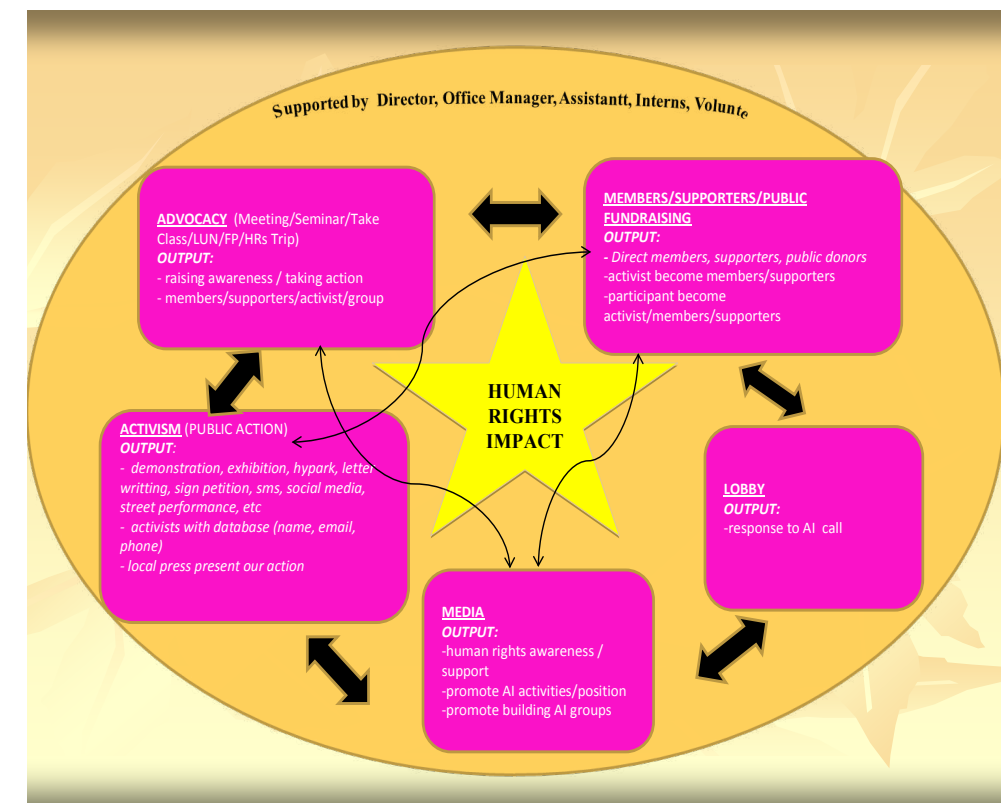 Supported by Director, Office Manager, Assistantt, Interns, Volunte
ADVOCACY (Meeting/Seminar/Take
Class/LUN/FP/HRs Trip)
OUTPUT:
- raising awareness / taking action
- members/supporters/activist/group
MEMBERS/SUPPORTERS/PUBLIC
FUNDRAISING
OUTPUT:
- Direct members, supporters, public donors
-activist become members/supporters
-participant become
activist/members/supporters
HUMAN
RIGHTS
IMPACT
ACTIVISM (PUBLIC ACTION)
OUTPUT:
- demonstration, exhibition, hypark, letter
writting, sign petition, sms, social media,
street performance, etc
- activists with database (name, email,
phone)
- local press present our action
LOBBY
OUTPUT:
-response to AI call
MEDIA
OUTPUT:
-human rights awareness /
support
-promote AI activities/position
-promote building AI groups